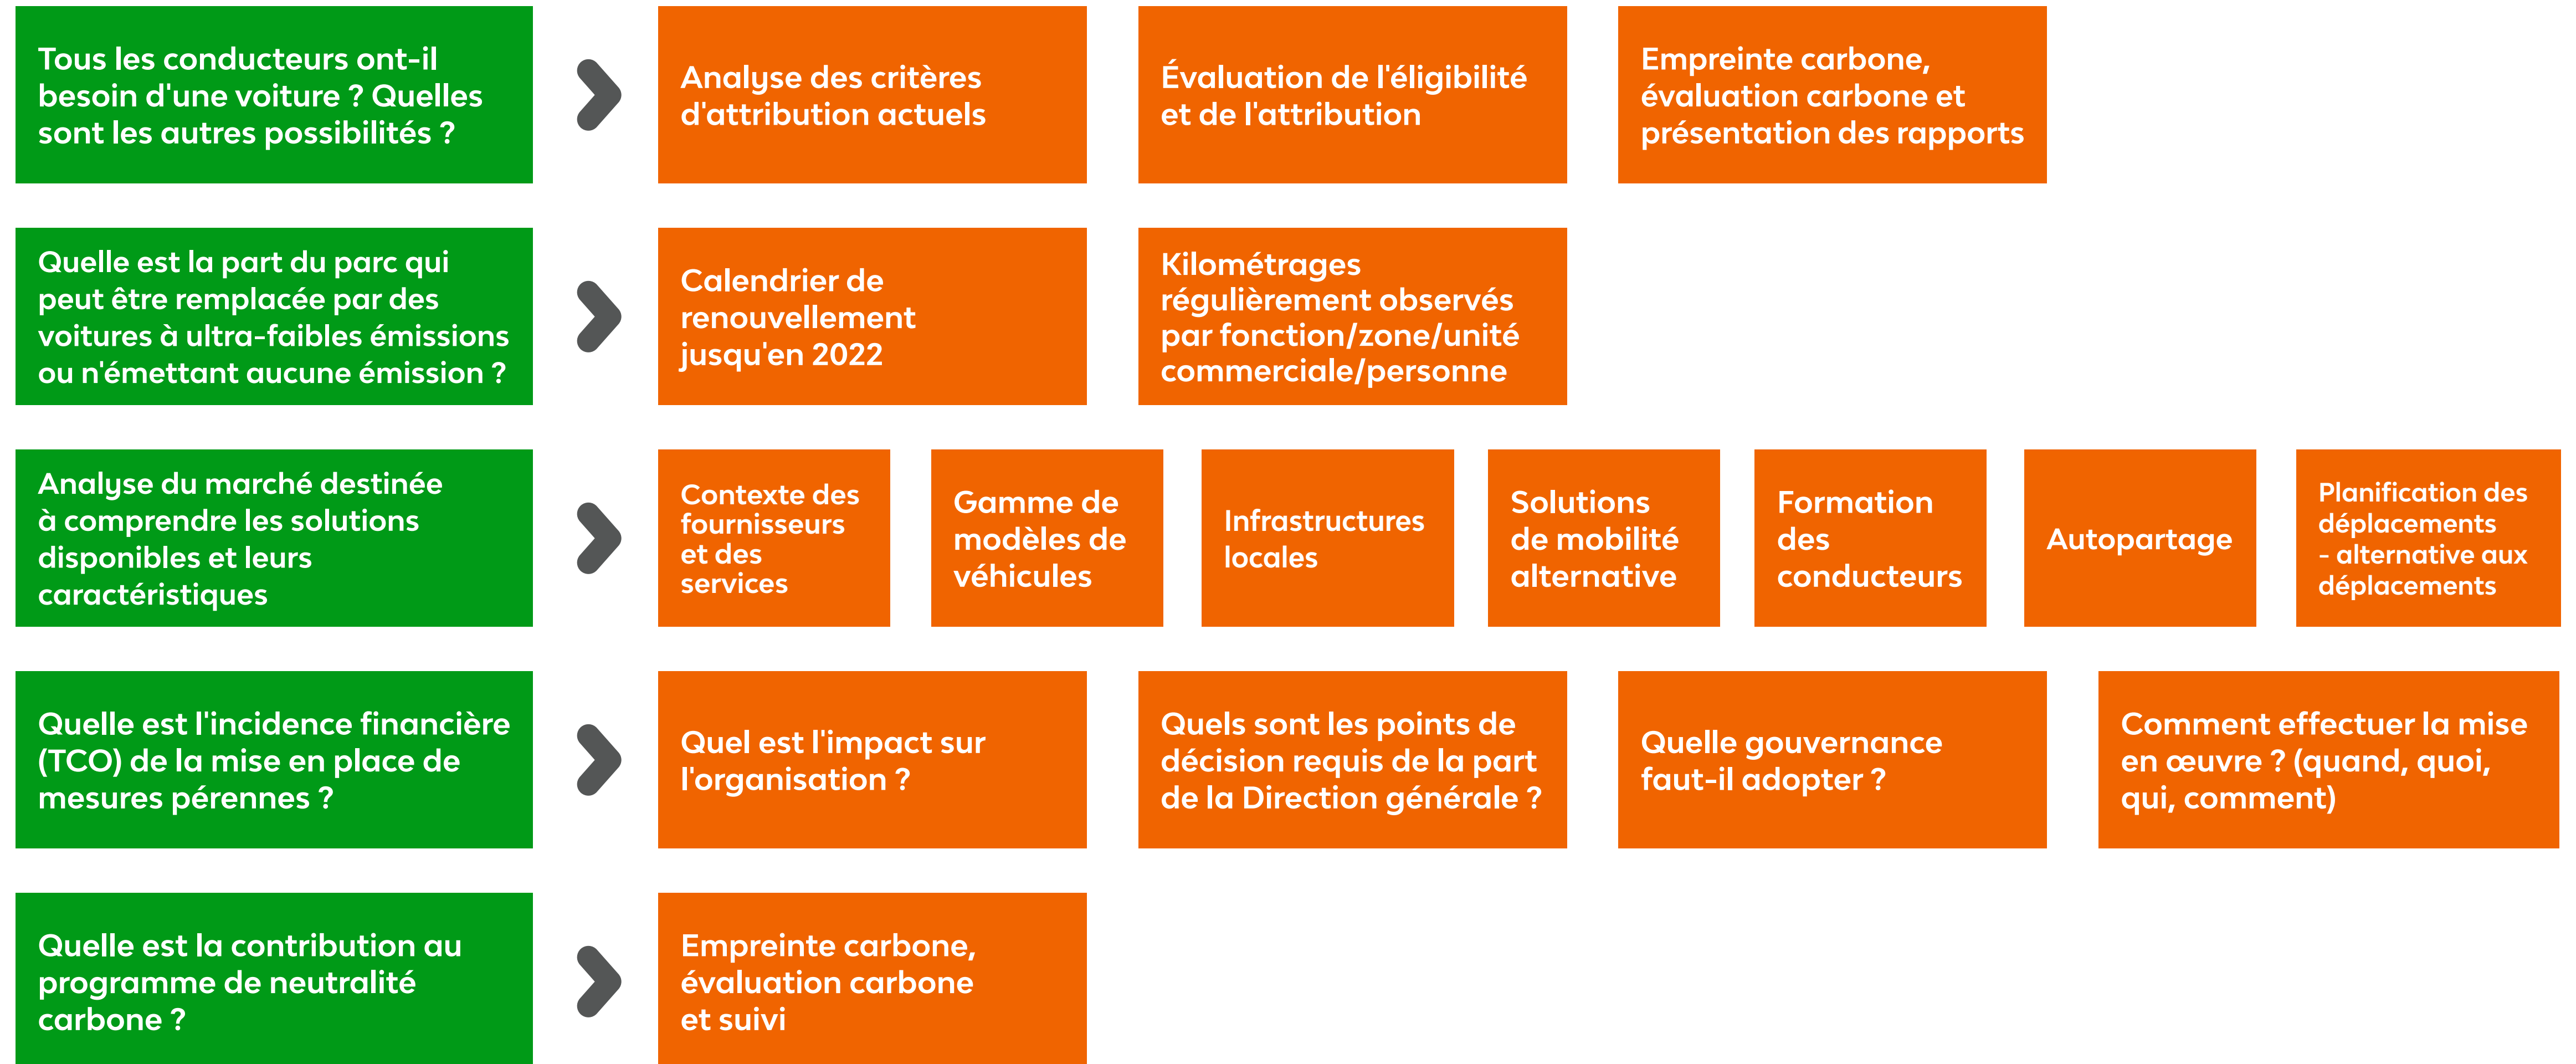 Tous les conducteurs ont-il
besoin d'une voiture ? Quelles
sont les autres possibilités ?
Analyse des critères
d'attribution actuels
Évaluation de l'éligibilité
et de l'attribution
Empreinte carbone,
évaluation carbone et
présentation des rapports
Quelle est la part du parc qui
peut être remplacée par des
voitures à ultra-faibles émissions
ou n'émettant aucune émission ?
Calendrier de
renouvellement
jusqu'en 2022
Kilométrages
régulièrement observés
par fonction/zone/unité
commerciale/personne
Analyse du marché destinée
à comprendre les solutions
disponibles et leurs
caractéristiques
Contexte des
fournisseurs
et des
services
Gamme de
modèles de
véhicules
Infrastructures
locales
Solutions
de mobilité
alternative
Formation
des
conducteurs
Autopartage
Planification des
déplacements
- alternative aux
déplacements
Quelle est l'incidence financière
(TCO) de la mise en place de
mesures pérennes ?
Quel est l'impact sur
l'organisation ?
Quels sont les points de
décision requis de la part
de la Direction générale ?
Quelle gouvernance
faut-il adopter ?
Comment effectuer la mise
en œuvre ? (quand, quoi,
qui, comment)
Quelle est la contribution au
programme de neutralité
carbone ?
Empreinte carbone,
évaluation carbone
et suivi